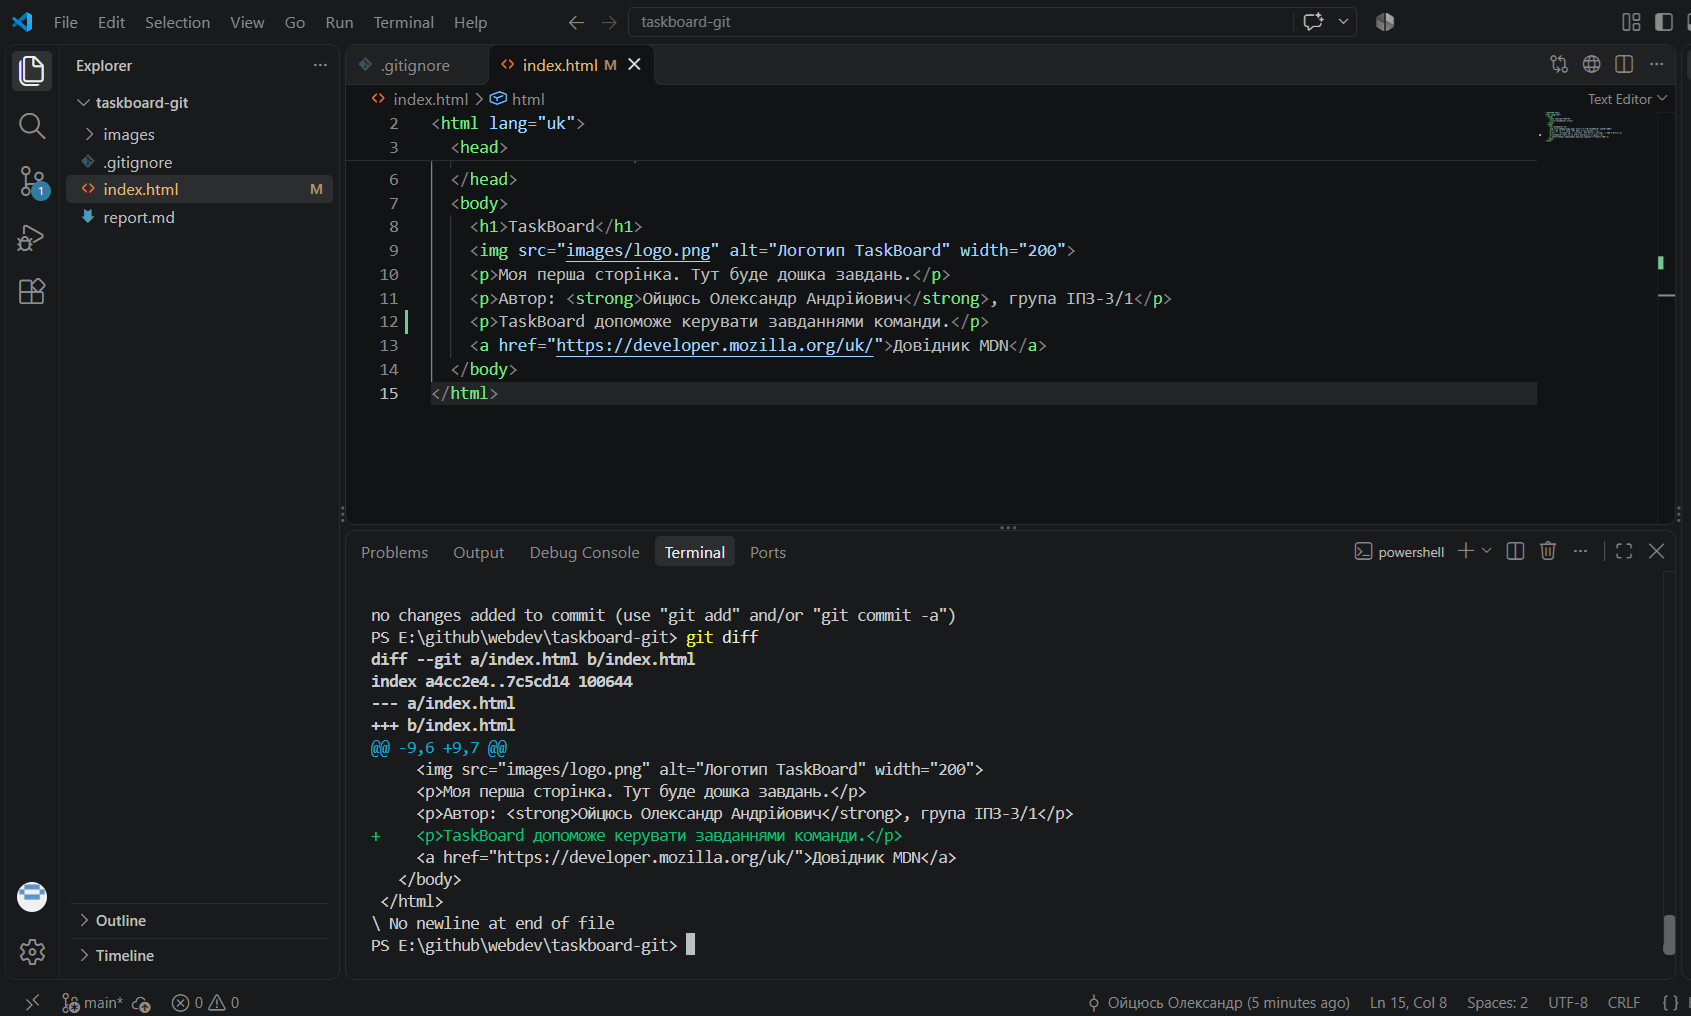 File Edit Selection View Go Run Terminal Help
taskboard-git
Explorer
taskboard-git
images
.gitignore
index.html M
report.md
Outline
Timeline
.gitignore
index.html M
index.html > html
Text Editor
2 <html lang="uk">
3 <head>
6 </head>
7 <body>
8 <h1>TaskBoard</h1>
9 <img src="images/logo.png" alt="Логотип TaskBoard" width="200">
10 <p>Моя перша сторінка. Тут буде дошка завдань.</p>
11 <p>Автор: <strong>Ойцюсь Олександр Андрійович</strong>, група ІПЗ-3/1</p>
12 <p>TaskBoard допоможе керувати завданнями команди.</p>
13 <a href="https://developer.mozilla.org/uk/">Довідник MDN</a>
14 </body>
15 </html>
Problems Output Debug Console Terminal Ports
powershell
no changes added to commit (use "git add" and/or "git commit -a")
PS E:\github\webdev\taskboard-git> git diff
diff --git a/index.html b/index.html
index a4cc2e4..7c5cd14 100644
--- a/index.html
+++ b/index.html
@@ -9,6 +9,7 @@
<img src="images/logo.png" alt="Логотип TaskBoard" width="200">
<p>Моя перша сторінка. Тут буде дошка завдань.</p>
<p>Автор: <strong>Ойцюсь Олександр Андрійович</strong>, група ІПЗ-3/1</p>
+ <p>TaskBoard допоможе керувати завданнями команди.</p>
<a href="https://developer.mozilla.org/uk/">Довідник MDN</a>
</body>
</html>
\ No newline at end of file
PS E:\github\webdev\taskboard-git>
1
main* 0 0
Ойцюсь Олександр (5 minutes ago) Ln 15, Col 8 Spaces: 2 UTF-8 CRLF { }